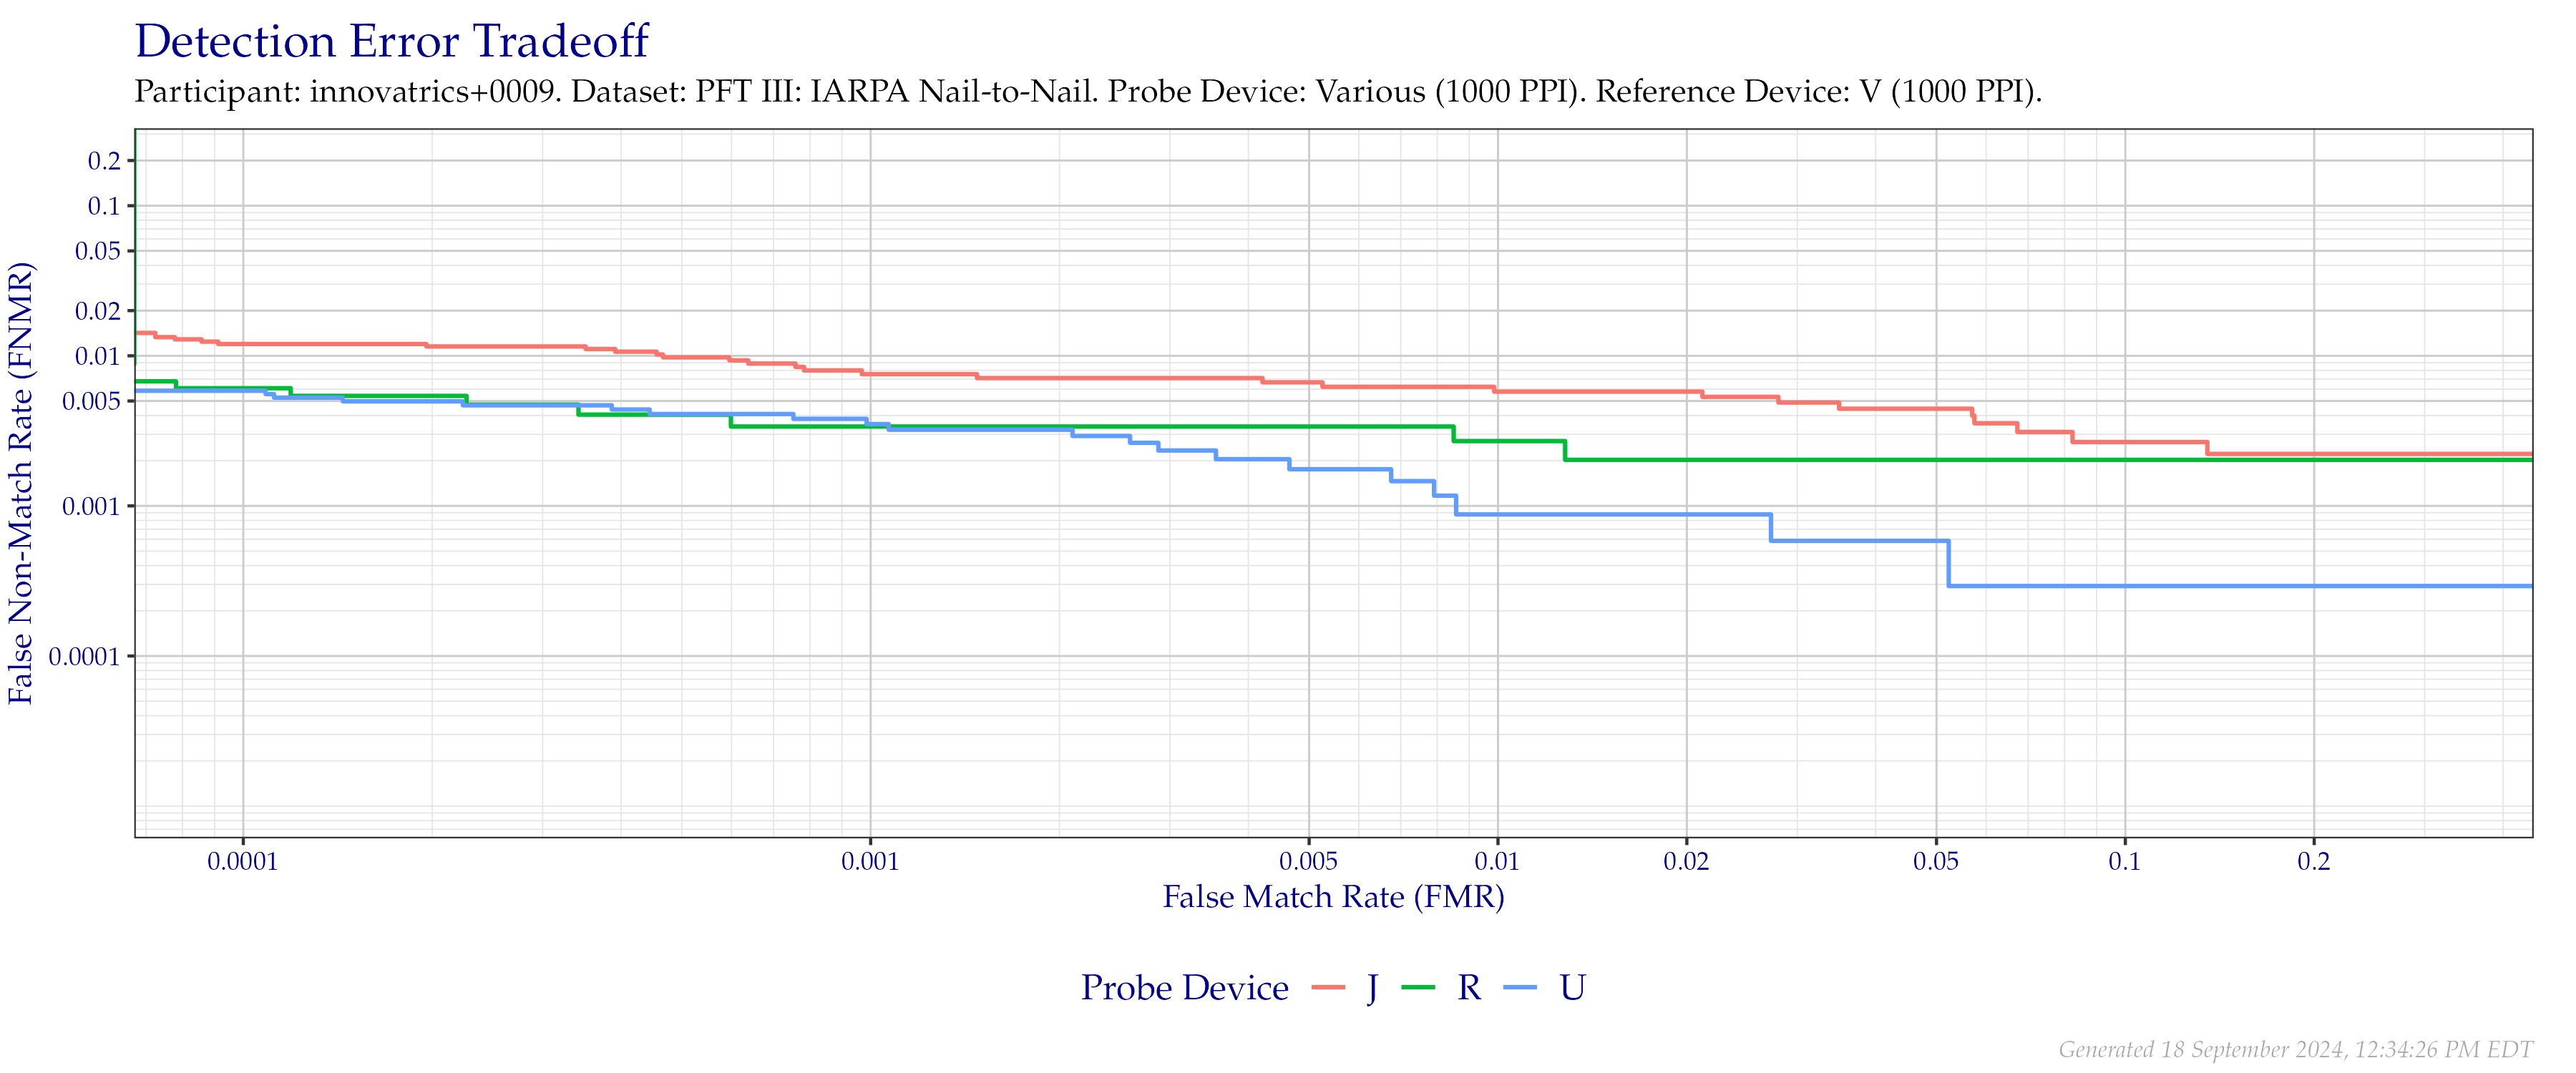 Detection Error Tradeoff
Participant: innovatrics+0009. Dataset: PFT III: IARPA Nail-to-Nail. Probe Device: Various (1000 PPI). Reference Device: V (1000 PPI).
False Non-Match Rate (FNMR)
0.2
0.1
0.05
0.02
0.01
0.005
0.001
0.0001
0.0001 0.001 0.005 0.01 0.02 0.05 0.1 0.2
False Match Rate (FMR)
Probe Device J R U
Generated 18 September 2024, 12:34:26 PM EDT